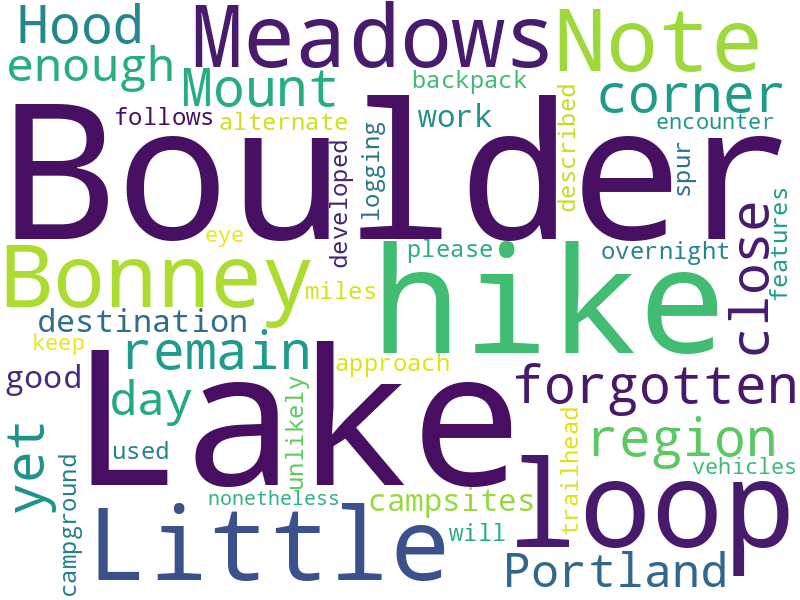 Hood
Meadows
Note
enough
Mount
backpack
corner
follows
alternate
work
described
encounter
Boulder
developed
logging
spur
eye
please
overnight
features
Bonney
hike
close
miles
destination
keep
remain
approach
good
day
Lake
forgotten
yet
used
unlikely
trailhead
region
vehicles
campground
nonetheless
campsites
loop
Little
will
Portland